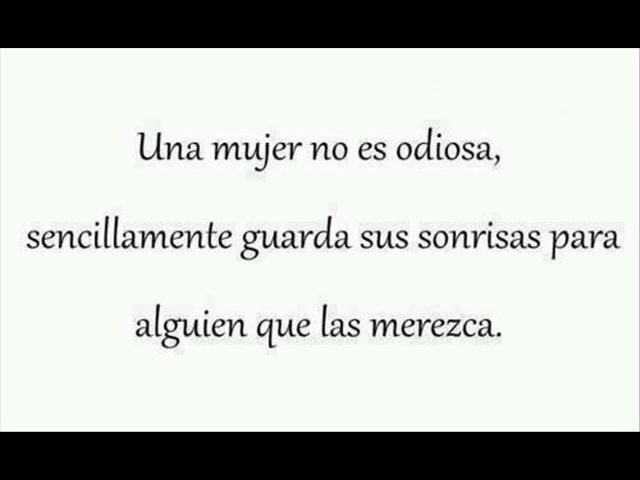 Una mujer no es odiosa,
sencillamente guarda sus sonrisas para
alguien que las merezca.